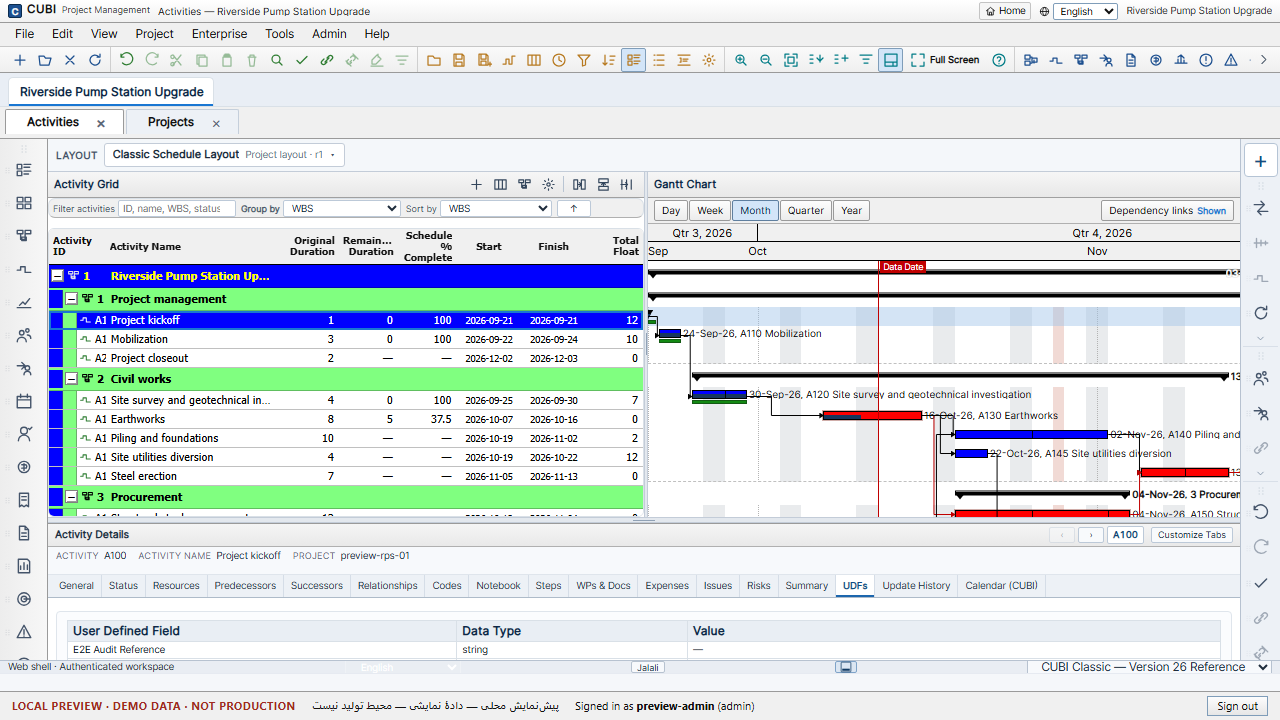 CUBI Project Management Activities — Riverside Pump Station Upgrade
Home English Riverside Pump Station Upgrade
File Edit View Project Enterprise Tools Admin Help
Full Screen
Riverside Pump Station Upgrade
Activities × Projects ×
LAYOUT Classic Schedule Layout Project layout · r1
Activity Grid
Filter activities ID, name, WBS, status Group by WBS Sort by WBS ↑
Activity ID Activity Name Original Duration Remain... Duration Schedule % Complete Start Finish Total Float
1 Riverside Pump Station Up...
1 Project management
A1 Project kickoff 1 0 100 2026-09-21 2026-09-21 12
A1 Mobilization 3 0 100 2026-09-22 2026-09-24 10
A2 Project closeout 2 — — 2026-12-02 2026-12-03 0
2 Civil works
A1 Site survey and geotechnical in... 4 0 100 2026-09-25 2026-09-30 7
A1 Earthworks 8 5 37.5 2026-10-07 2026-10-16 0
A1 Piling and foundations 10 — — 2026-10-19 2026-11-02 2
A1 Site utilities diversion 4 — — 2026-10-19 2026-10-22 12
A1 Steel erection 7 — — 2026-11-05 2026-11-13 0
3 Procurement
Gantt Chart
Day Week Month Quarter Year Dependency links Shown
Qtr 3, 2026 Qtr 4, 2026
Sep Oct Nov
Data Date
24-Sep-26, A110 Mobilization
13
30-Sep-26, A120 Site survey and geotechnical investigation
16-Oct-26, A130 Earthworks
02-Nov-26, A140 Piling and
22-Oct-26, A145 Site utilities diversion
04-Nov-26, 3 Procurem
04-Nov-26, A150 Struc
Activity Details
‹ › A100 Customize Tabs
ACTIVITY A100 ACTIVITY NAME Project kickoff PROJECT preview-rps-01
General Status Resources Predecessors Successors Relationships Codes Notebook Steps WPs & Docs Expenses Issues Risks Summary UDFs Update History Calendar (CUBI)
User Defined Field Data Type Value
E2E Audit Reference string —
Web shell · Authenticated workspace English Jalali CUBI Classic — Version 26 Reference
LOCAL PREVIEW · DEMO DATA · NOT PRODUCTION پیش‌نمایش محلی — دادهٔ نمایشی — محیط تولید نیست Signed in as preview-admin (admin) Sign out